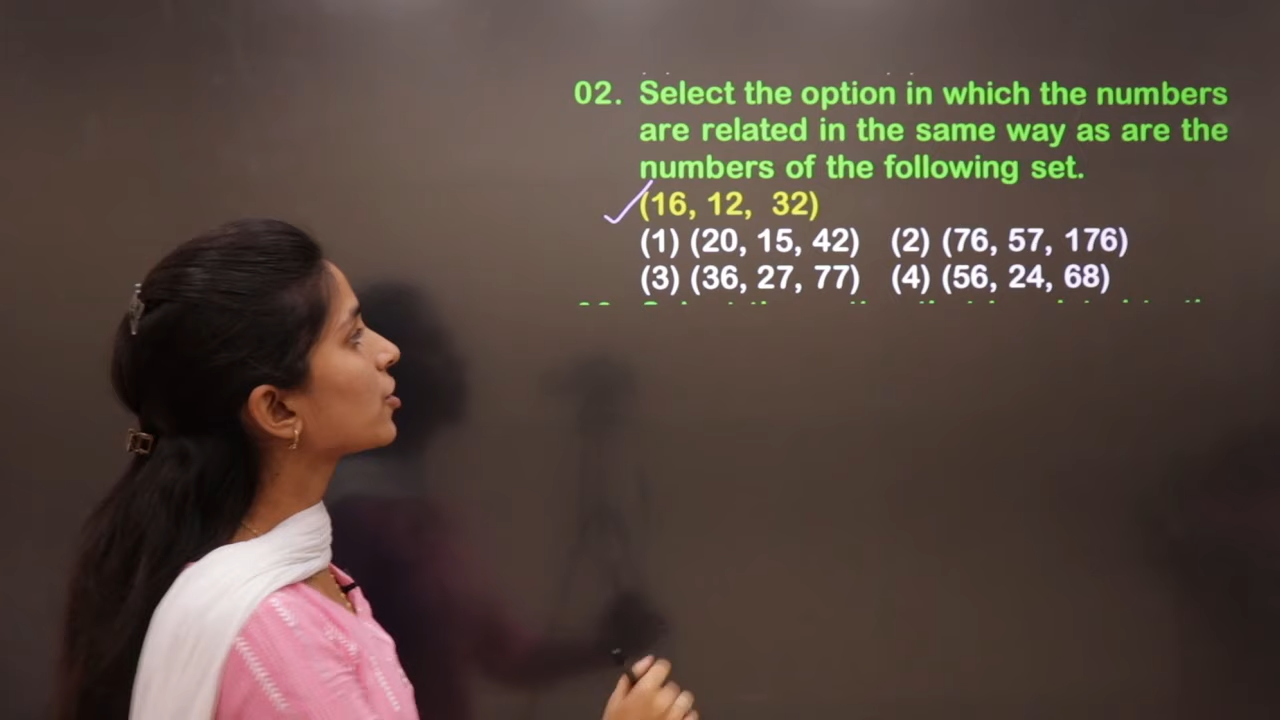 02. Select the option in which the numbers
are related in the same way as are the
numbers of the following set.
(16, 12, 32)
(1) (20, 15, 42) (2) (76, 57, 176)
(3) (36, 27, 77) (4) (56, 24, 68)